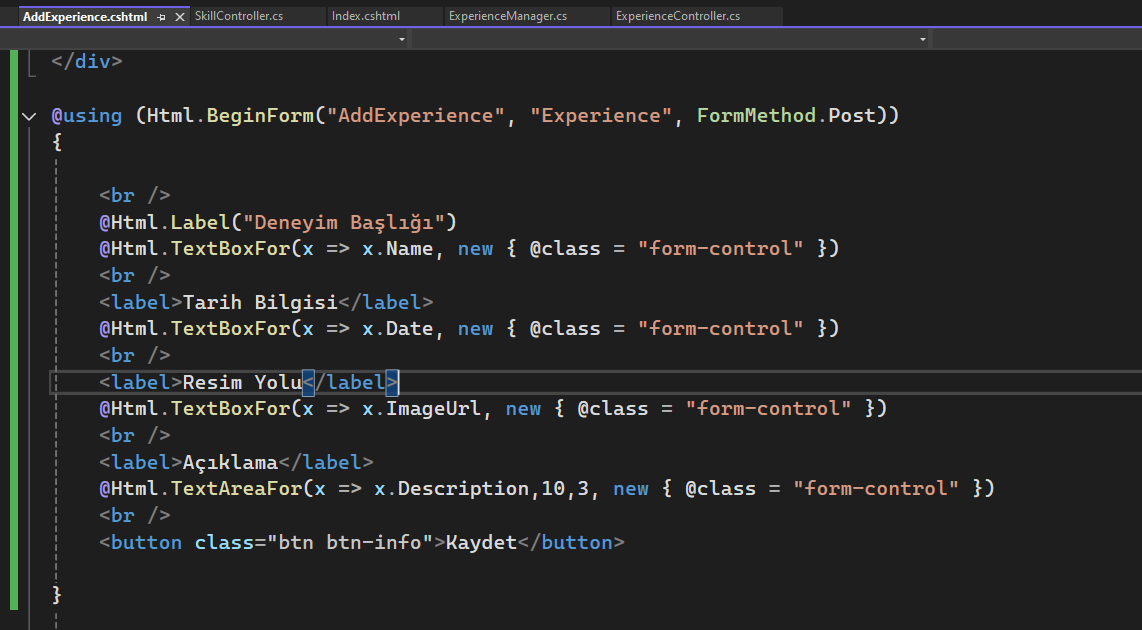 AddExperience.cshtml SkillController.cs Index.cshtml ExperienceManager.cs ExperienceController.cs
</div>
@using (Html.BeginForm("AddExperience", "Experience", FormMethod.Post))
{
<br />
@Html.Label("Deneyim Başlığı")
@Html.TextBoxFor(x => x.Name, new { @class = "form-control" })
<br />
<label>Tarih Bilgisi</label>
@Html.TextBoxFor(x => x.Date, new { @class = "form-control" })
<br />
<label>Resim Yolu</label>
@Html.TextBoxFor(x => x.ImageUrl, new { @class = "form-control" })
<br />
<label>Açıklama</label>
@Html.TextAreaFor(x => x.Description,10,3, new { @class = "form-control" })
<br />
<button class="btn btn-info">Kaydet</button>
}